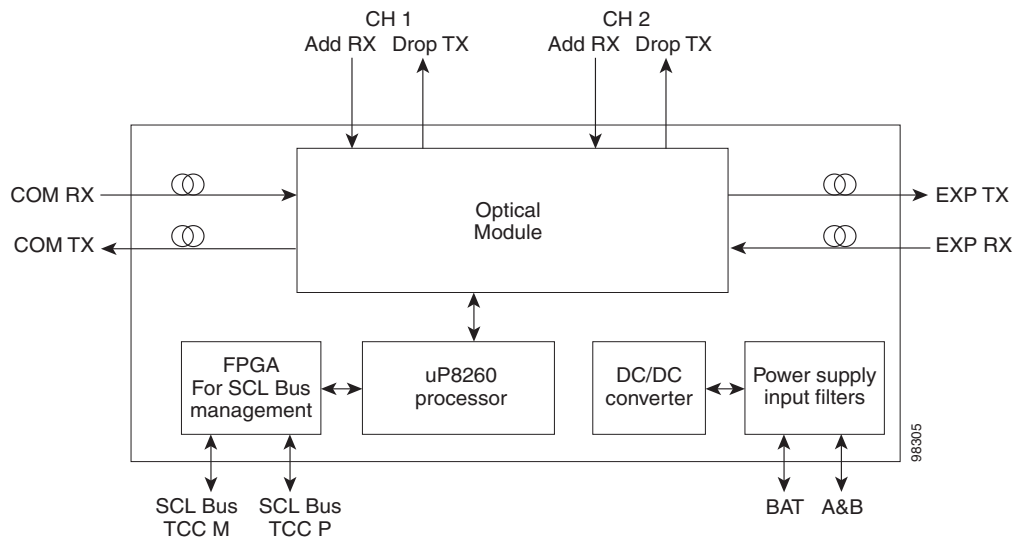 CH 1
CH 2
Add RX Drop TX
Add RX Drop TX
COM RX
COM TX
Optical
Module
EXP TX
EXP RX
FPGA
For SCL Bus
management
uP8260
processor
DC/DC
converter
Power supply
input filters
98305
SCL Bus
TCC M
SCL Bus
TCC P
BAT
A&B